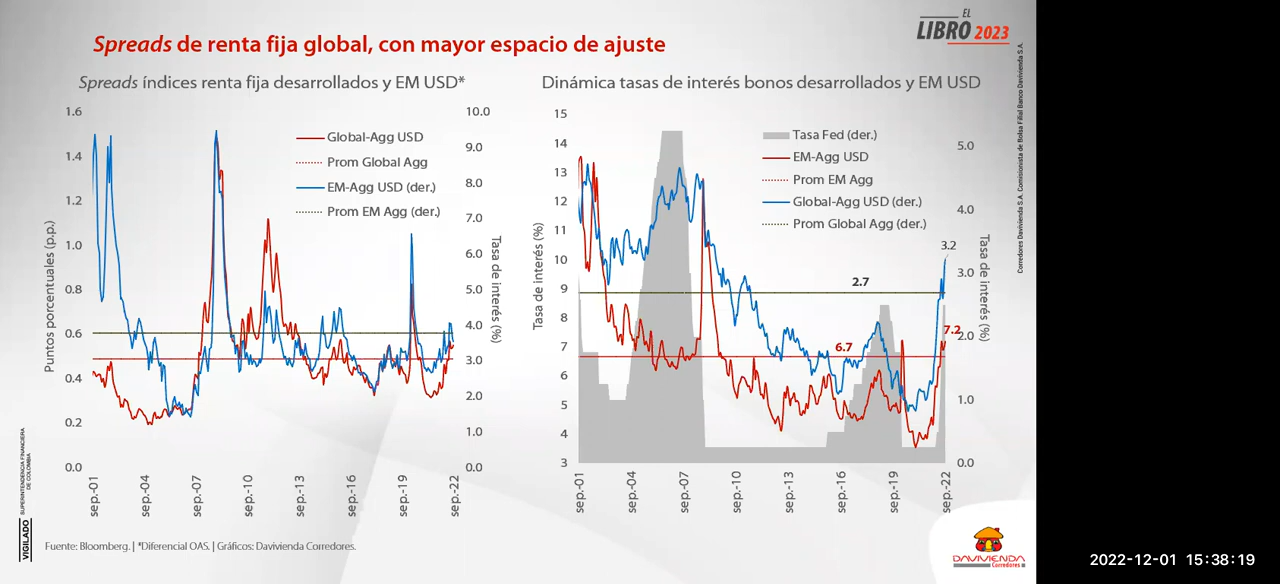 EL
LIBRO 2023
Spreads de renta fija global, con mayor espacio de ajuste
Spreads índices renta fija desarrollados y EM USD*
Puntos porcentuales (p.p.)
1.6
1.4
1.2
1.0
0.8
0.6
0.4
0.2
0.0
Global-Agg USD
Prom Global Agg
EM-Agg USD (der.)
Prom EM Agg (der.)
10.0
9.0
8.0
7.0
6.0
5.0
4.0
3.0
2.0
1.0
0.0
Tasa de interés (%)
sep.-01
sep.-04
sep.-07
sep.-10
sep.-13
sep.-16
sep.-19
sep.-22
Dinámica tasas de interés bonos desarrollados y EM USD
Tasa de interés (%)
15
14
13
12
11
10
9
8
7
6
5
4
3
Tasa Fed (der.)
EM-Agg USD
Prom EM Agg
Global-Agg USD (der.)
Prom Global Agg (der.)
3.2
2.7
7.2
6.7
5.0
4.0
3.0
2.0
1.0
0.0
Tasa de interés (%)
sep.-01
sep.-04
sep.-07
sep.-10
sep.-13
sep.-16
sep.-19
sep.-22
Corredores Davivienda S.A. Comisionista de Bolsa Filial Banco Davivienda S.A.
VIGILADO
SUPERINTENDENCIA FINANCIERA
DE COLOMBIA
Fuente: Bloomberg. | *Diferencial OAS. | Gráficos: Davivienda Corredores.
DAVIVIENDA
Corredores
2022-12-01 15:38:19